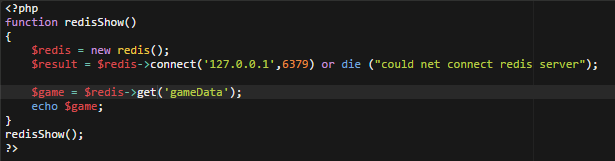 <?php
function redisShow()
{
    $redis = new redis();
    $result = $redis->connect('127.0.0.1',6379) or die ("could net connect redis server");
    $game = $redis->get('gameData');
    echo $game;
}
redisShow();
?>